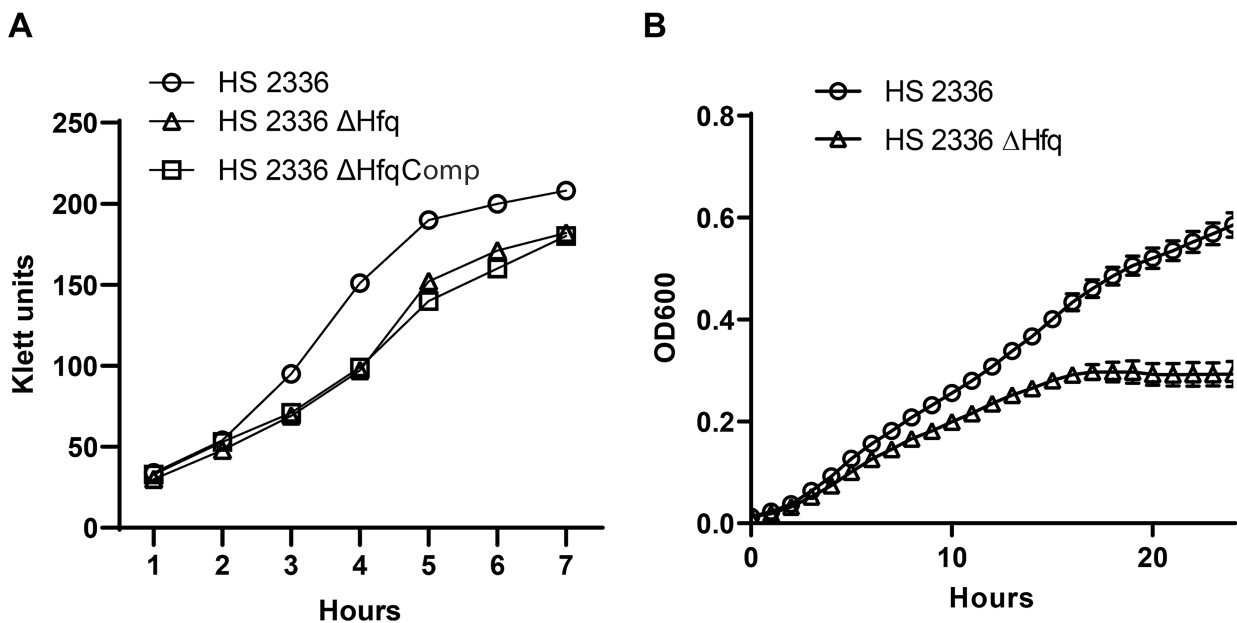 A
HS 2336
HS 2336 ΔHfq
HS 2336 ΔHfqComp
250
200
150
100
50
0
Klett units
1 2 3 4 5 6 7
Hours
B
HS 2336
HS 2336 ΔHfq
0.8
0.6
0.4
0.2
0.0
OD600
0 10 20
Hours